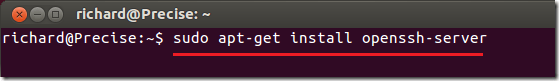 richard@Precise: ~
richard@Precise:~$ sudo apt-get install openssh-server